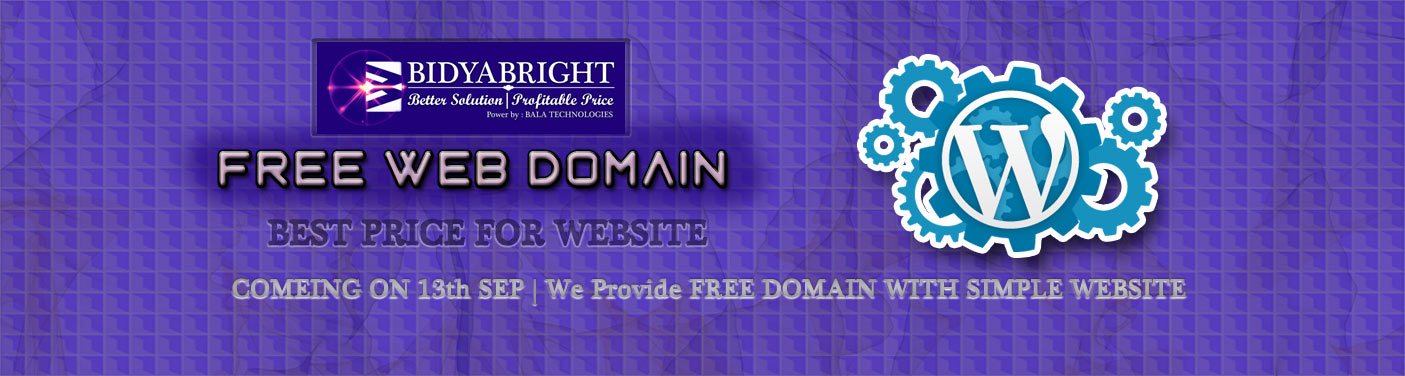 BIDYABRIGHT
Better Solution | Profitable Price
Power by : BALA TECHNOLOGIES
FREE WEB DOMAIN
BEST PRICE FOR WEBSITE
COMEING ON 13th SEP | We Provide FREE DOMAIN WITH SIMPLE WEBSITE
W